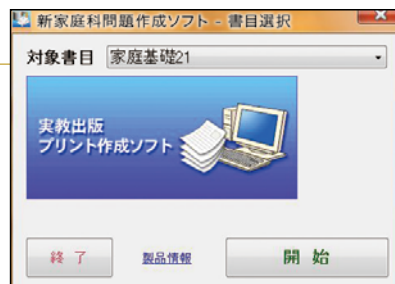 新家庭科問題作成ソフト - 書目選択
対象書目 家庭基礎21
実教出版
プリント作成ソフト
終 了 製品情報 開 始